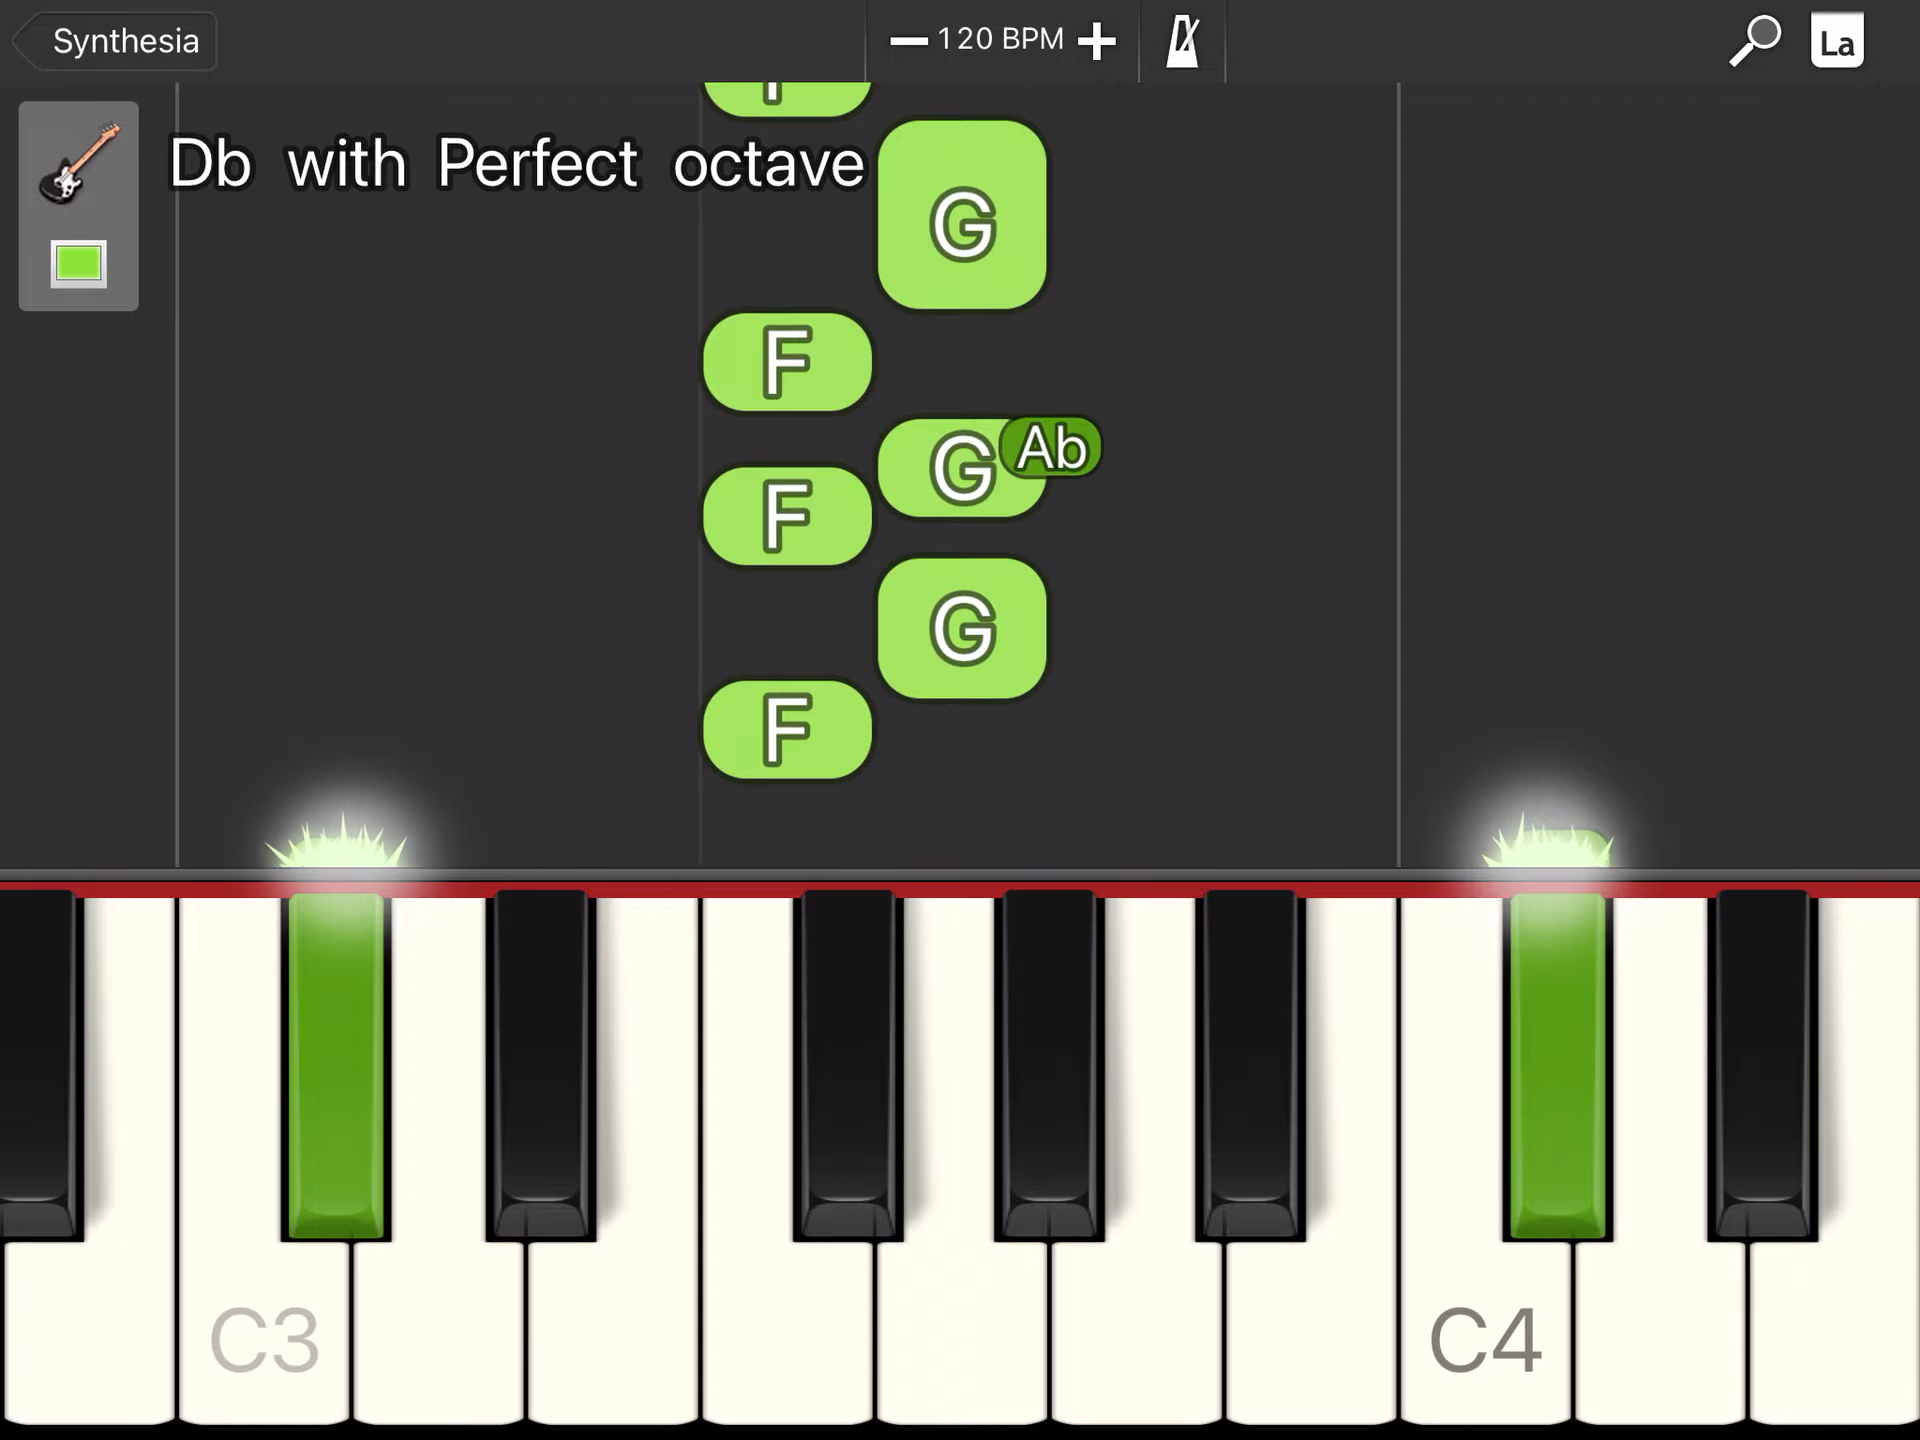 Synthesia
120 BPM
La
Db with Perfect octave
G
F
G
Ab
F
G
F
C3
C4